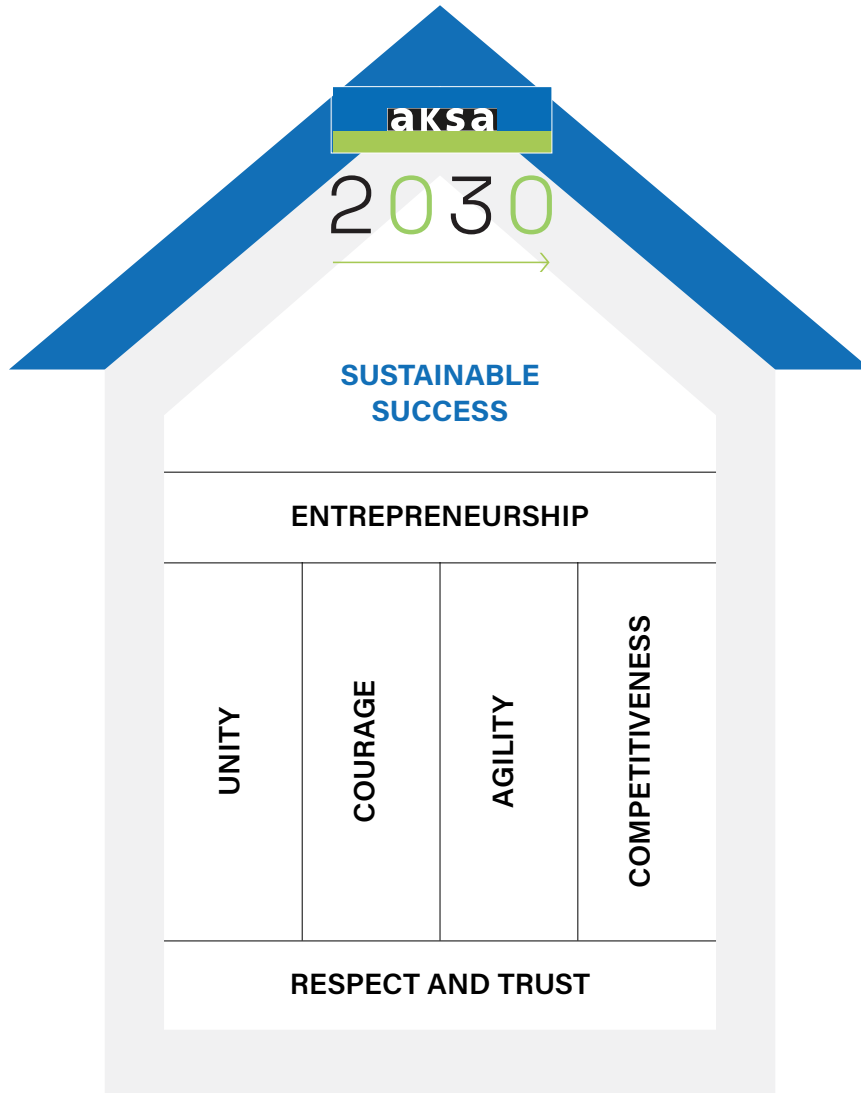 aksa
2030
SUSTAINABLE
SUCCESS
ENTREPRENEURSHIP
UNITY
COURAGE
AGILITY
COMPETITIVENESS
RESPECT AND TRUST